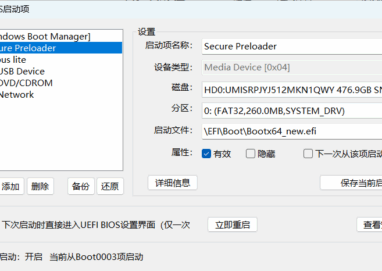 启动项
ndows Boot Manager]
ure Preloader
us lite
USB Device
DVD/CDROM
Network
添加 删除 备份 还原
设置
启动项名称: Secure Preloader
设备类型: Media Device [0x04]
磁盘: HD0:UMISRPJYJ512MKN1QWY 476.9GB SN
分区: 0: (FAT32,260.0MB,SYSTEM_DRV)
启动文件: \EFI\Boot\Bootx64_new.efi
属性: 有效 隐藏 下一次从该项启动
详细信息 保存当前启
下次启动时直接进入UEFI BIOS设置界面（仅一次 立即重启 查看
启动：开启 当前从Boot0003项启动